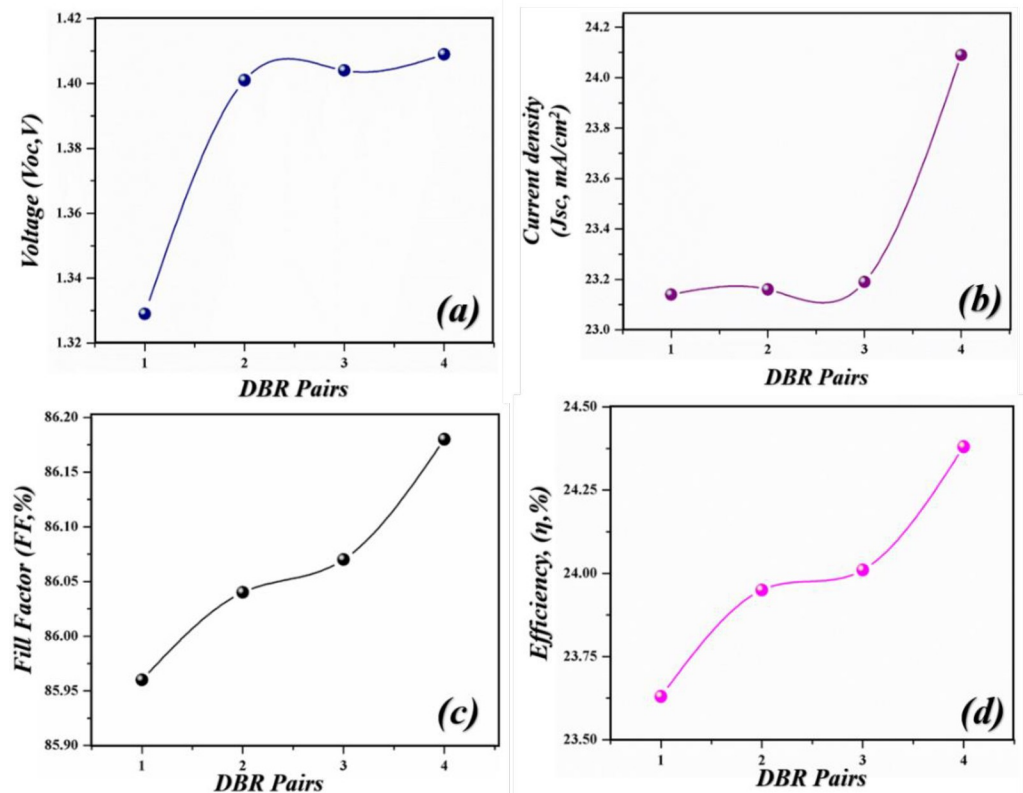 1.42
1.40
1.38
1.36
1.34
1.32
Voltage (Voc,V)
1 2 3 4
DBR Pairs
(a)
24.2
24.0
23.8
23.6
23.4
23.2
23.0
Current density
(Jsc, mA/cm²)
1 2 3 4
DBR Pairs
(b)
86.20
86.15
86.10
86.05
86.00
85.95
85.90
Fill Factor (FF,%)
1 2 3 4
DBR Pairs
(c)
24.50
24.25
24.00
23.75
23.50
Efficiency, (η,%)
1 2 3 4
DBR Pairs
(d)